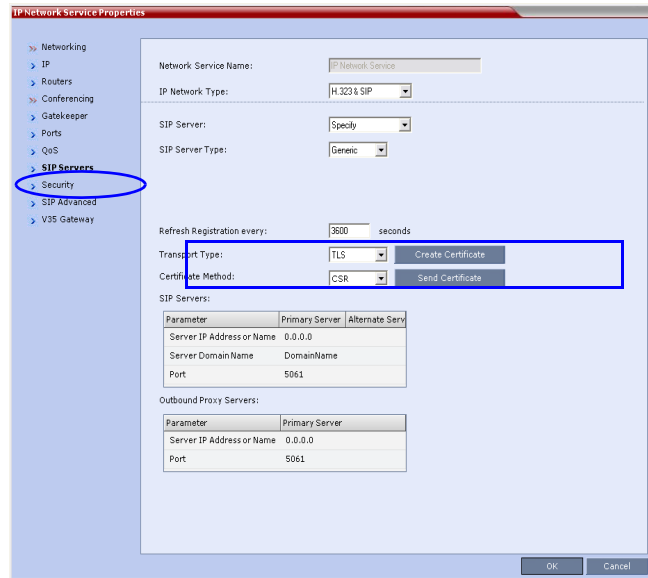 IP Network Service Properties
Networking
IP
Routers
Conferencing
Gatekeeper
Ports
QoS
SIP Servers
Security
SIP Advanced
V35 Gateway
Network Service Name: IP Network Service
IP Network Type: H.323 & SIP
SIP Server: Specify
SIP Server Type: Generic
Refresh Registration every: 3600 seconds
Transport Type: TLS Create Certificate
Certificate Method: CSR Send Certificate
SIP Servers:
Parameter Primary Server Alternate Serv
Server IP Address or Name 0.0.0.0
Server Domain Name DomainName
Port 5061
Outbound Proxy Servers:
Parameter Primary Server
Server IP Address or Name 0.0.0.0
Port 5061
OK Cancel